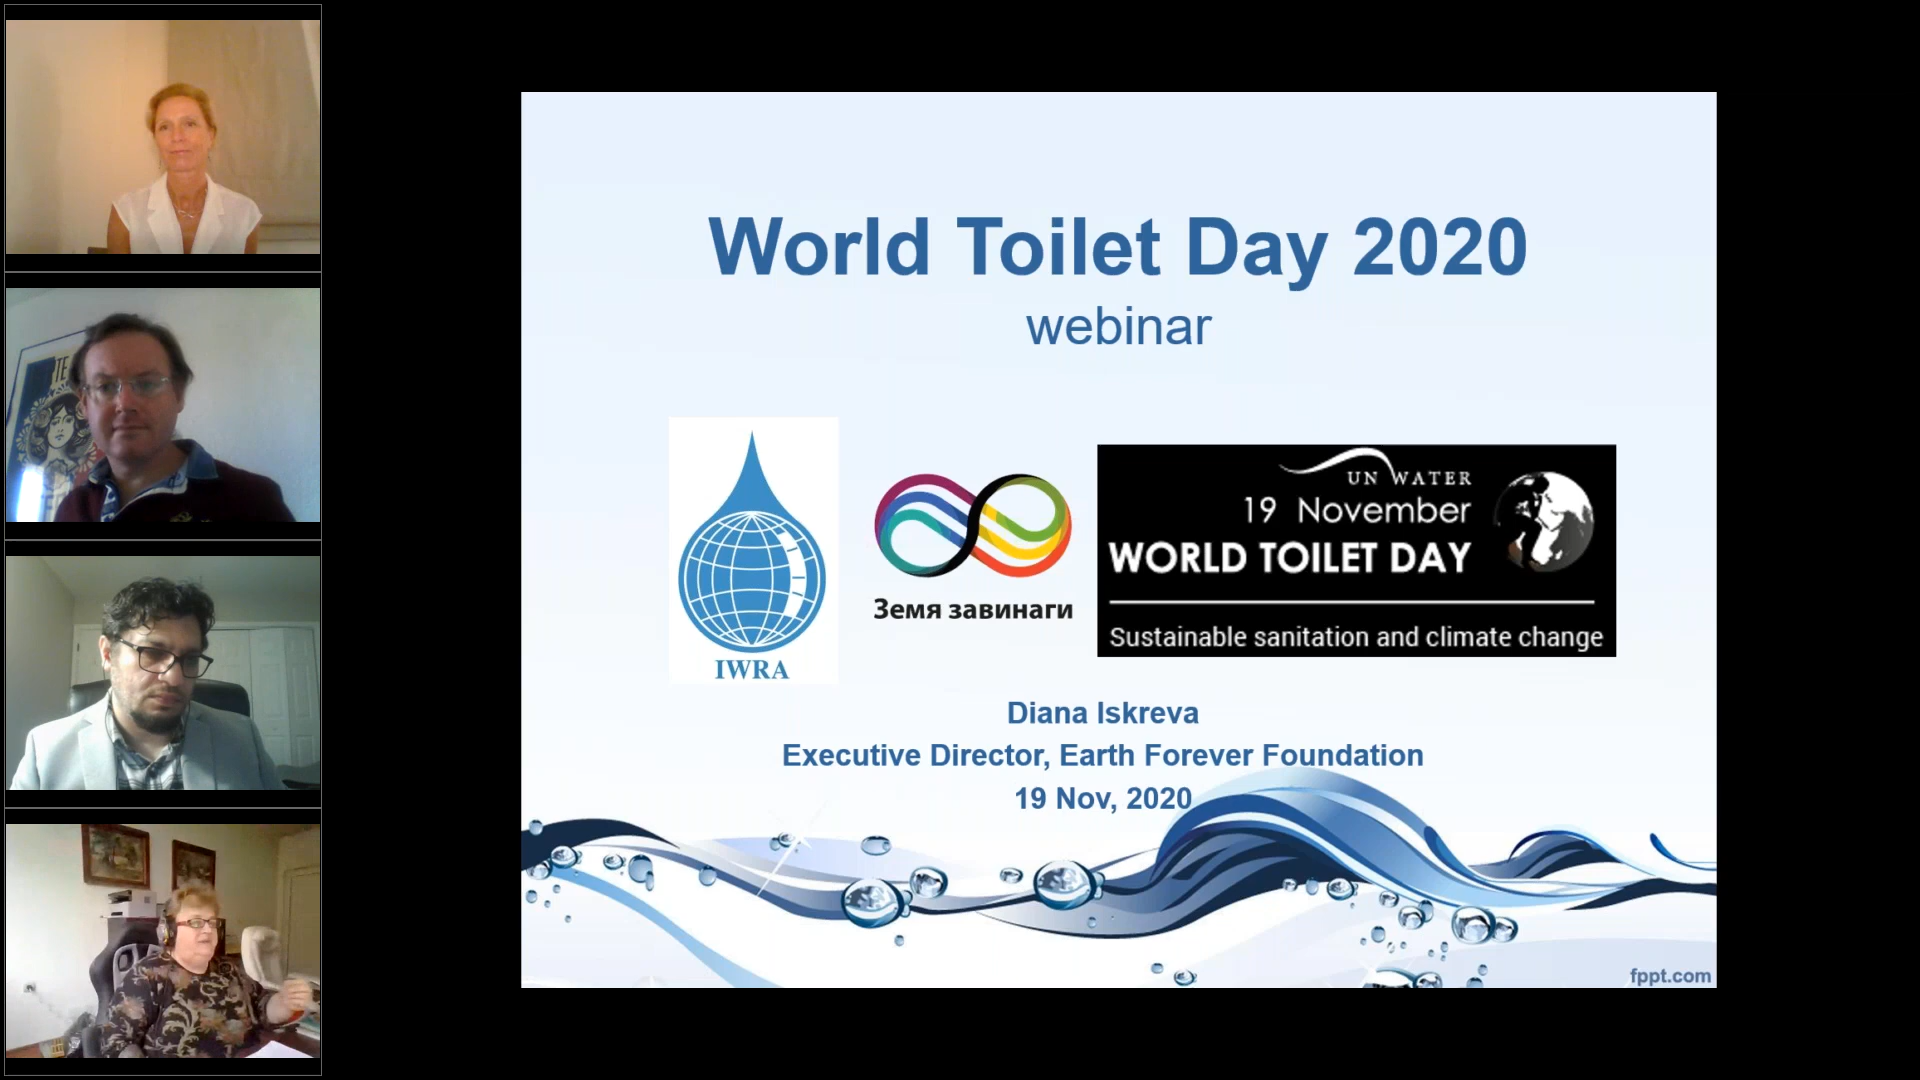 TE
World Toilet Day 2020
webinar
IWRA
Земя завинаги
UN WATER
19 November
WORLD TOILET DAY
Sustainable sanitation and climate change
Diana Iskreva
Executive Director, Earth Forever Foundation
19 Nov, 2020
fppt.com